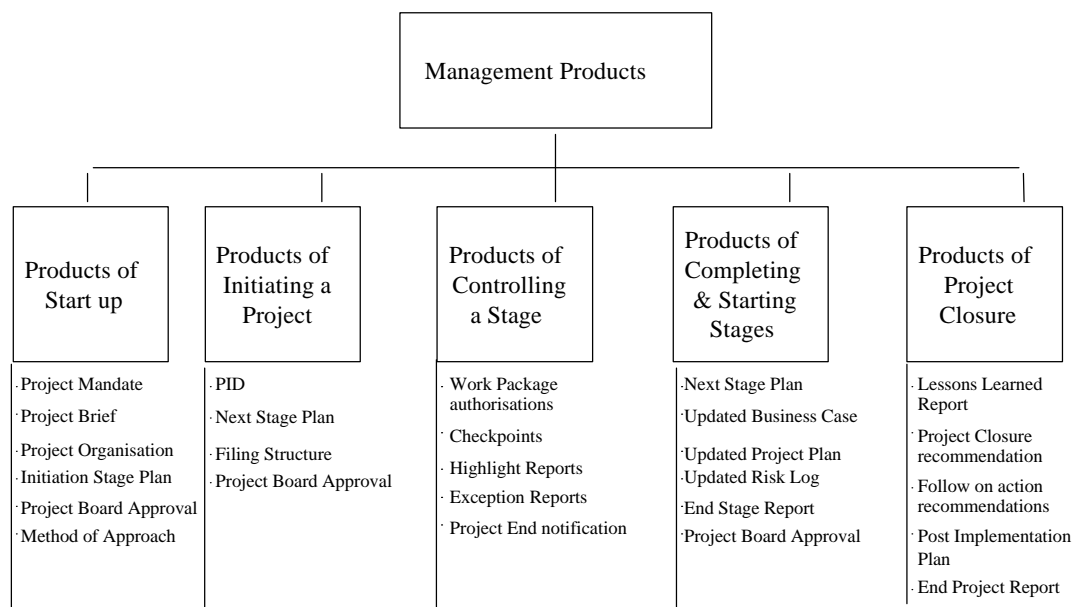 Management Products
Products of
Start up
Project Mandate
Project Brief
Project Organisation
Initiation Stage Plan
Project Board Approval
Method of Approach
Products of
Initiating a
Project
PID
Next Stage Plan
Filing Structure
Project Board Approval
Products of
Controlling
a Stage
Work Package
authorisations
Checkpoints
Highlight Reports
Exception Reports
Project End notification
Products of
Completing
& Starting
Stages
Next Stage Plan
Updated Business Case
Updated Project Plan
Updated Risk Log
End Stage Report
Project Board Approval
Products of
Project
Closure
Lessons Learned
Report
Project Closure
recommendation
Follow on action
recommendations
Post Implementation
Plan
End Project Report